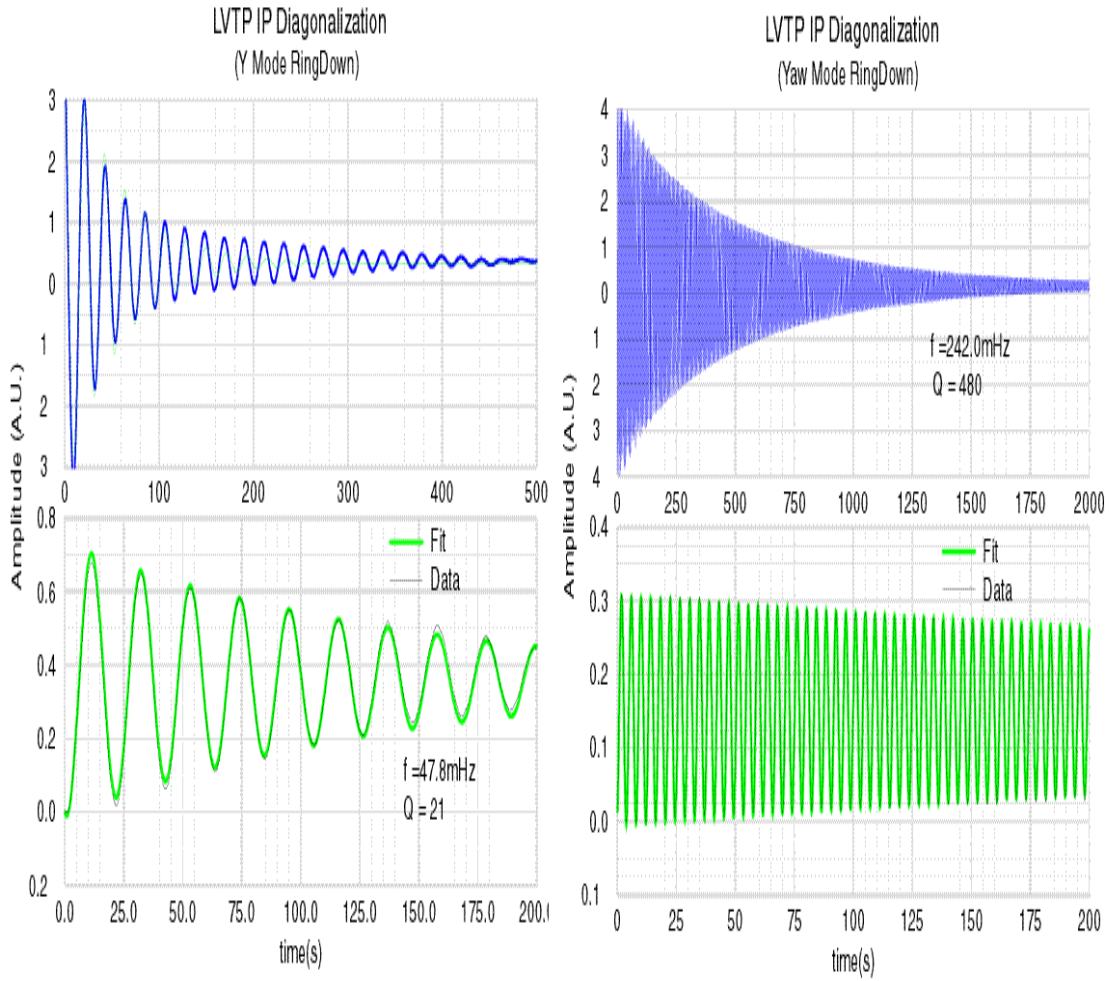 LVTP IP Diagonalization
(Y Mode RingDown)
3
2
1
0
1
2
3
0 100 200 300 400 500
Amplitude (A.U.)
0.8
0.6
0.4
0.2
0.0
0.2
Fit
Data
f =47.8mHz
Q = 21
0.0 25.0 50.0 75.0 100.0 125.0 150.0 175.0 200.0
time(s)
LVTP IP Diagonalization
(Yaw Mode RingDown)
4
3
2
1
0
1
2
3
4
f =242.0mHz
Q = 480
0 250 500 750 1000 1250 1500 1750 2000
Amplitude (A.U.)
0.4
0.3
0.2
0.1
0.0
0.1
Fit
Data
0 25 50 75 100 125 150 175 200
time(s)